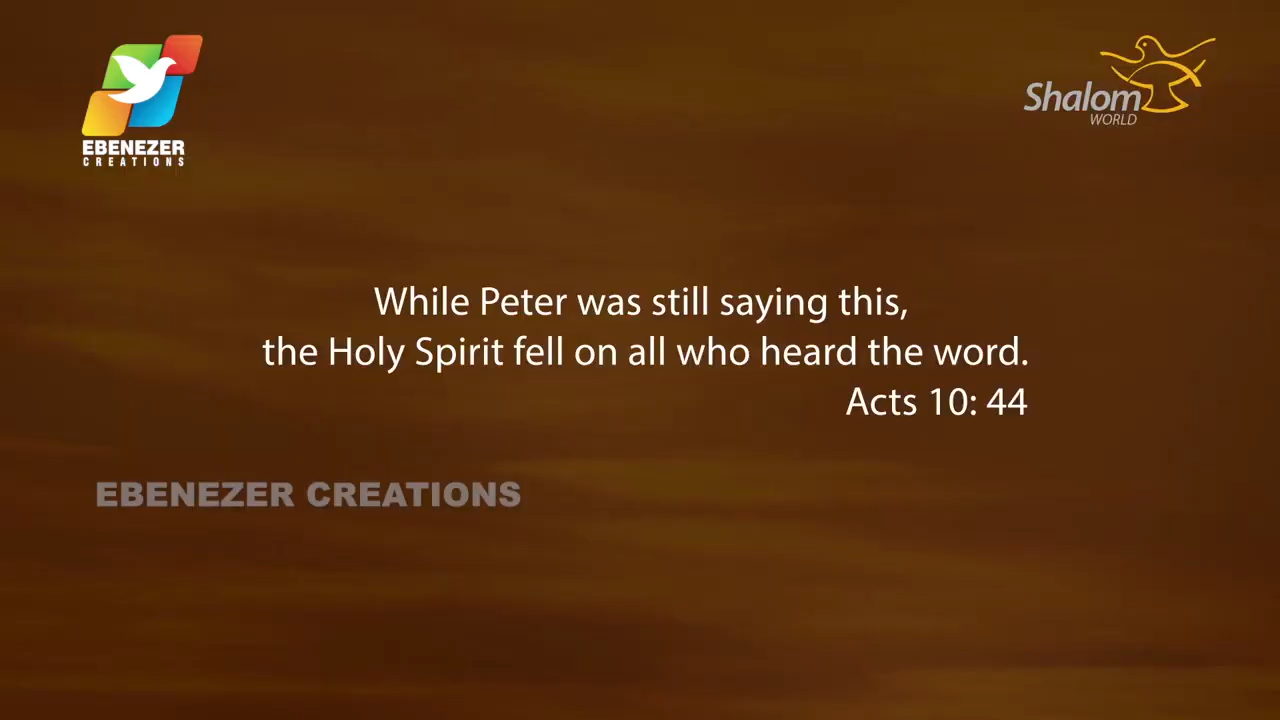 EBENEZER
CREATIONS
Shalom
WORLD
While Peter was still saying this,
the Holy Spirit fell on all who heard the word.
Acts 10: 44
EBENEZER CREATIONS